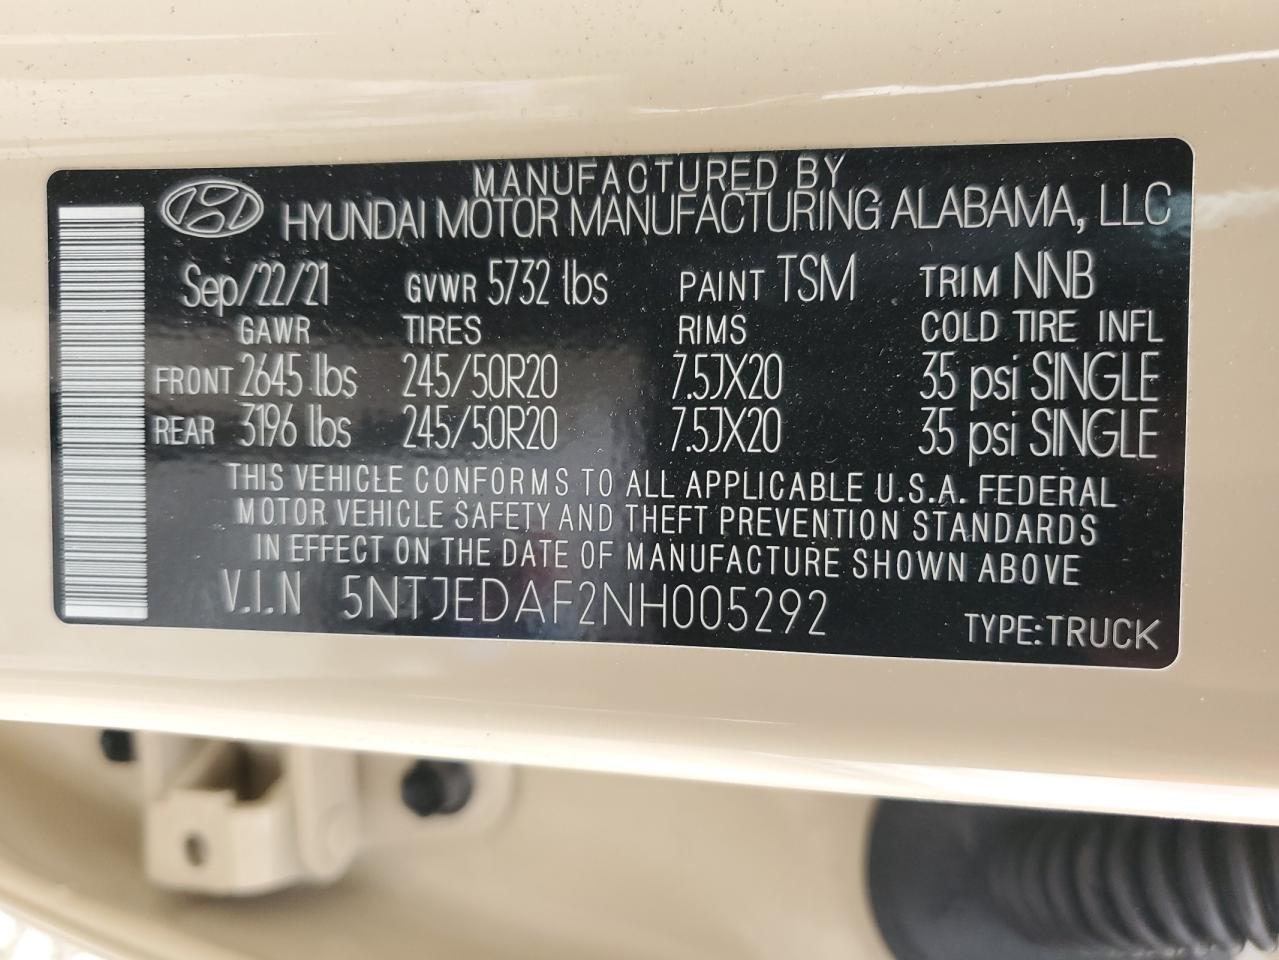 MANUFACTURED BY
HYUNDAI MOTOR MANUFACTURING ALABAMA, LLC
Sep/22/21 GVWR 5732 lbs PAINT TSM TRIM NNB
GAWR TIRES RIMS COLD TIRE INFL
FRONT 2645 lbs 245/50R20 7.5JX20 35 psi SINGLE
REAR 3196 lbs 245/50R20 7.5JX20 35 psi SINGLE
THIS VEHICLE CONFORMS TO ALL APPLICABLE U.S.A. FEDERAL
MOTOR VEHICLE SAFETY AND THEFT PREVENTION STANDARDS
IN EFFECT ON THE DATE OF MANUFACTURE SHOWN ABOVE
V.I.N 5NTJEDAF2NH005292
TYPE:TRUCK